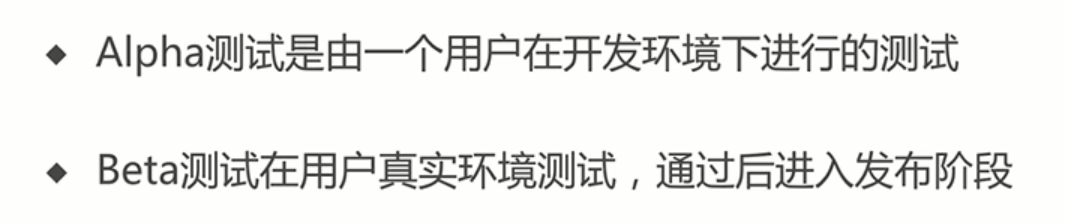 ◆ Alpha测试是由一个用户在开发环境下进行的测试
◆ Beta测试在用户真实环境测试，通过后进入发布阶段